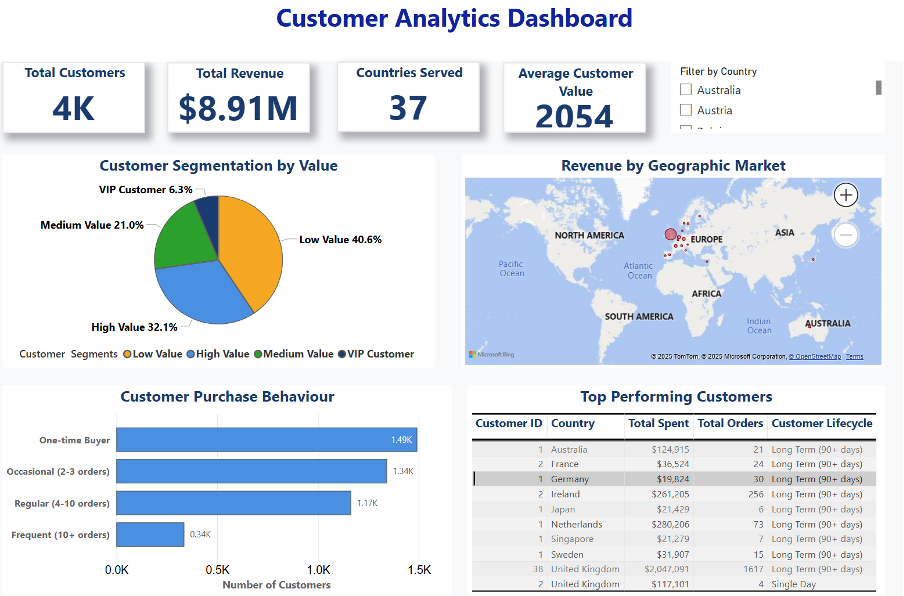 Customer Analytics Dashboard
Total Customers
4K
Total Revenue
$8.91M
Countries Served
37
Average Customer
Value
2054
Filter by Country
Australia
Austria
Customer Segmentation by Value
VIP Customer 6.3%
Medium Value 21.0%
Low Value 40.6%
High Value 32.1%
Customer Segments Low Value High Value Medium Value VIP Customer
Revenue by Geographic Market
NORTH AMERICA
EUROPE
ASIA
Pacific
Ocean
Atlantic
Ocean
AFRICA
SOUTH AMERICA
Indian
Ocean
AUSTRALIA
Microsoft Bing
© 2025 TomTom, © 2025 Microsoft Corporation, © OpenStreetMap Terms
Customer Purchase Behaviour
One-time Buyer 1.49K
Occasional (2-3 orders) 1.34K
Regular (4-10 orders) 1.17K
Frequent (10+ orders) 0.34K
0.0K 0.5K 1.0K 1.5K
Number of Customers
Top Performing Customers
Customer ID Country Total Spent Total Orders Customer Lifecycle
1 Australia $124,915 21 Long Term (90+ days)
2 France $36,524 24 Long Term (90+ days)
1 Germany $19,824 30 Long Term (90+ days)
2 Ireland $261,205 256 Long Term (90+ days)
1 Japan $21,429 6 Long Term (90+ days)
1 Netherlands $280,206 73 Long Term (90+ days)
1 Singapore $21,279 7 Long Term (90+ days)
1 Sweden $31,907 15 Long Term (90+ days)
38 United Kingdom $2,047,091 1617 Long Term (90+ days)
2 United Kingdom $117,101 4 Single Day